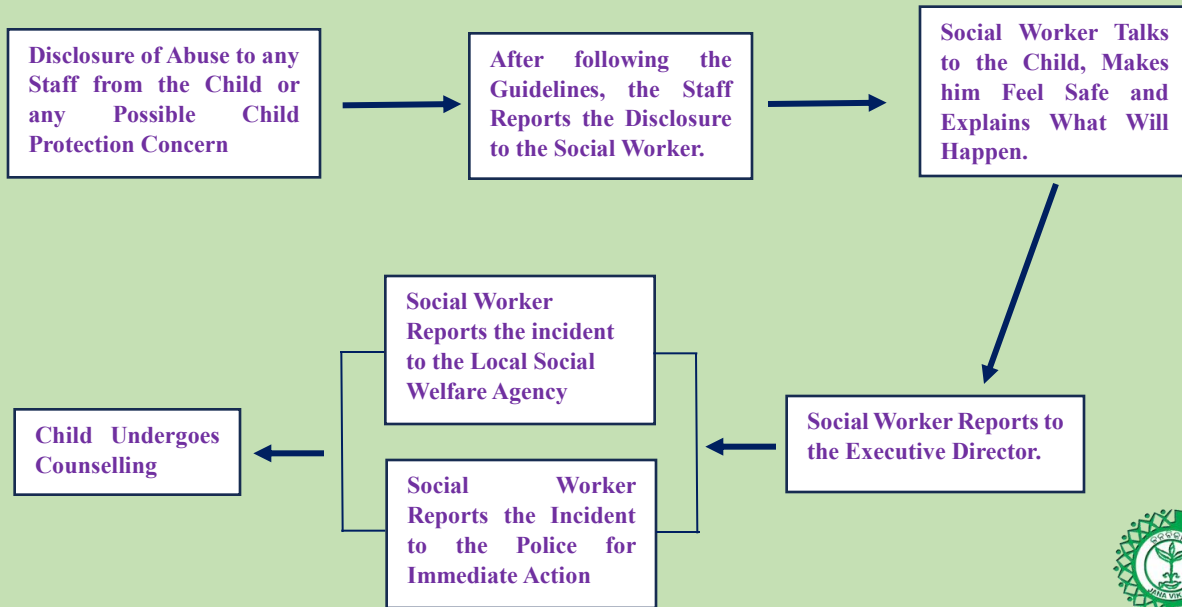 Disclosure of Abuse to any
Staff from the Child or
any Possible Child
Protection Concern
After following the
Guidelines, the Staff
Reports the Disclosure
to the Social Worker.
Social Worker Talks
to the Child, Makes
him Feel Safe and
Explains What Will
Happen.
Social Worker Reports to
the Executive Director.
Social Worker
Reports the incident
to the Local Social
Welfare Agency
Social Worker
Reports the Incident
to the Police for
Immediate Action
Child Undergoes
Counselling
JANA